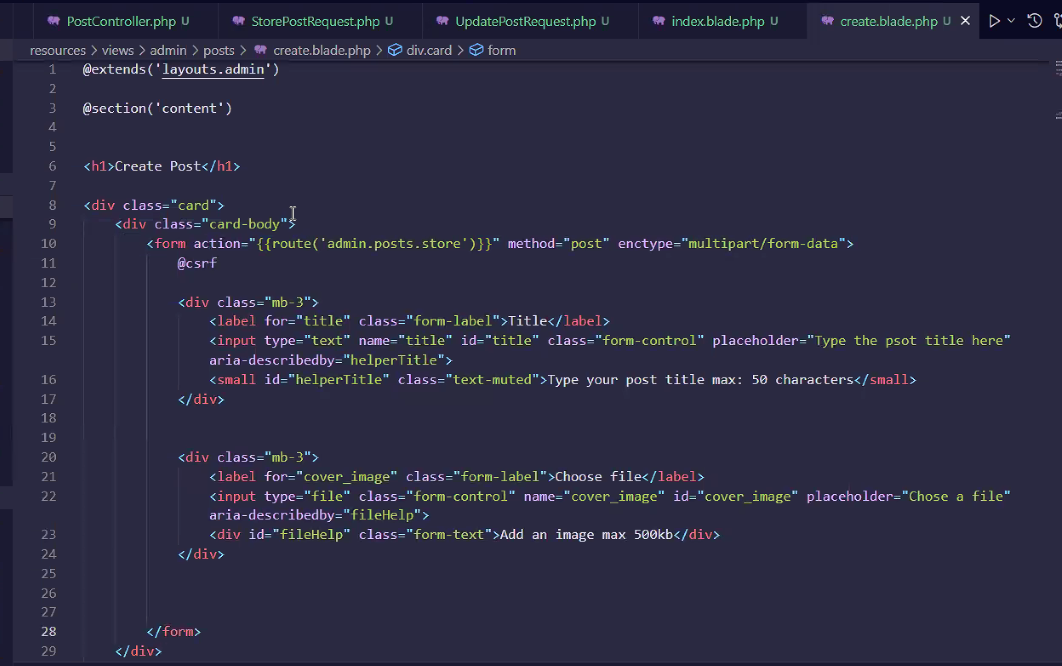 PostController.php U StorePostRequest.php U UpdatePostRequest.php U index.blade.php U create.blade.php U
resources > views > admin > posts > create.blade.php > div.card > form
1 @extends('layouts.admin')
2
3 @section('content')
4
5
6 <h1>Create Post</h1>
7
8 <div class="card">
9 <div class="card-body">
10 <form action="{{route('admin.posts.store')}}" method="post" enctype="multipart/form-data">
11 @csrf
12
13 <div class="mb-3">
14 <label for="title" class="form-label">Title</label>
15 <input type="text" name="title" id="title" class="form-control" placeholder="Type the psot title here"
aria-describedby="helperTitle">
16 <small id="helperTitle" class="text-muted">Type your post title max: 50 characters</small>
17 </div>
18
19
20 <div class="mb-3">
21 <label for="cover_image" class="form-label">Choose file</label>
22 <input type="file" class="form-control" name="cover_image" id="cover_image" placeholder="Chose a file"
aria-describedby="fileHelp">
23 <div id="fileHelp" class="form-text">Add an image max 500kb</div>
24 </div>
25
26
27
28 </form>
29 </div>